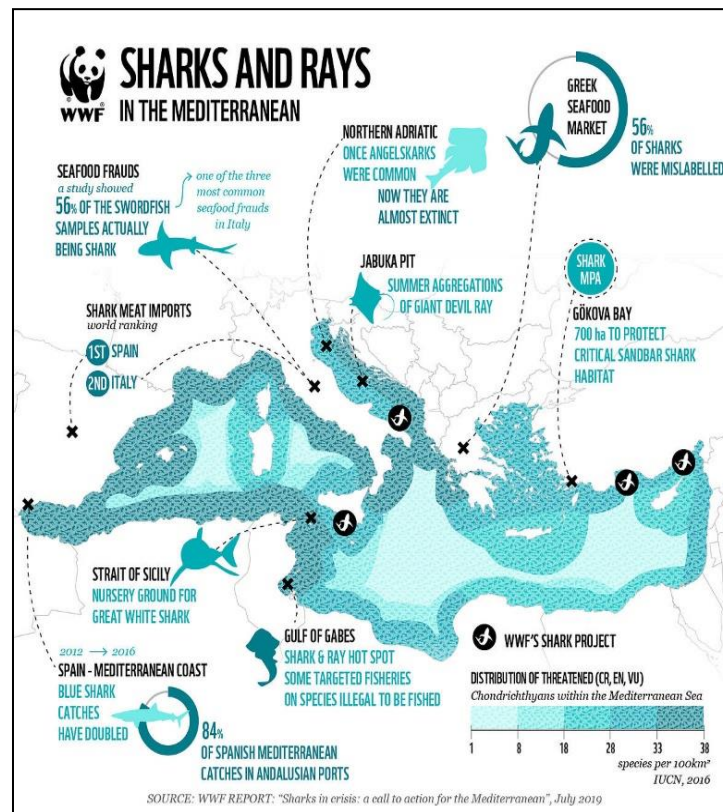 WWF
SHARKS AND RAYS
IN THE MEDITERRANEAN
GREEK
SEAFOOD
MARKET
56%
OF SHARKS
WERE MISLABELLED
NORTHERN ADRIATIC
ONCE ANGELSKARKS
WERE COMMON
NOW THEY ARE
ALMOST EXTINCT
SEAFOOD FRAUDS
a study showed
56% OF THE SWORDFISH
SAMPLES ACTUALLY
BEING SHARK
one of the three
most common
seafood frauds
in Italy
JABUKA PIT
SUMMER AGGREGATIONS
OF GIANT DEVIL RAY
SHARK
MPA
GÖKOVA BAY
700 ha TO PROTECT
CRITICAL SANDBAR SHARK
HABITAT
SHARK MEAT IMPORTS
world ranking
1ST SPAIN
2ND ITALY
STRAIT OF SICILY
NURSERY GROUND FOR
GREAT WHITE SHARK
GULF OF GABES
SHARK & RAY HOT SPOT
SOME TARGETED FISHERIES
ON SPECIES ILLEGAL TO BE FISHED
2012 → 2016
SPAIN - MEDITERRANEAN COAST
BLUE SHARK
CATCHES
HAVE DOUBLED
84%
OF SPANISH MEDITERRANEAN
CATCHES IN ANDALUSIAN PORTS
WWF'S SHARK PROJECT
DISTRIBUTION OF THREATENED (CR, EN, VU)
Chondrichthyans within the Mediterranean Sea
1 8 18 28 33 38
species per 100km²
IUCN, 2016
SOURCE: WWF REPORT: "Sharks in crisis: a call to action for the Mediterranean", July 2019